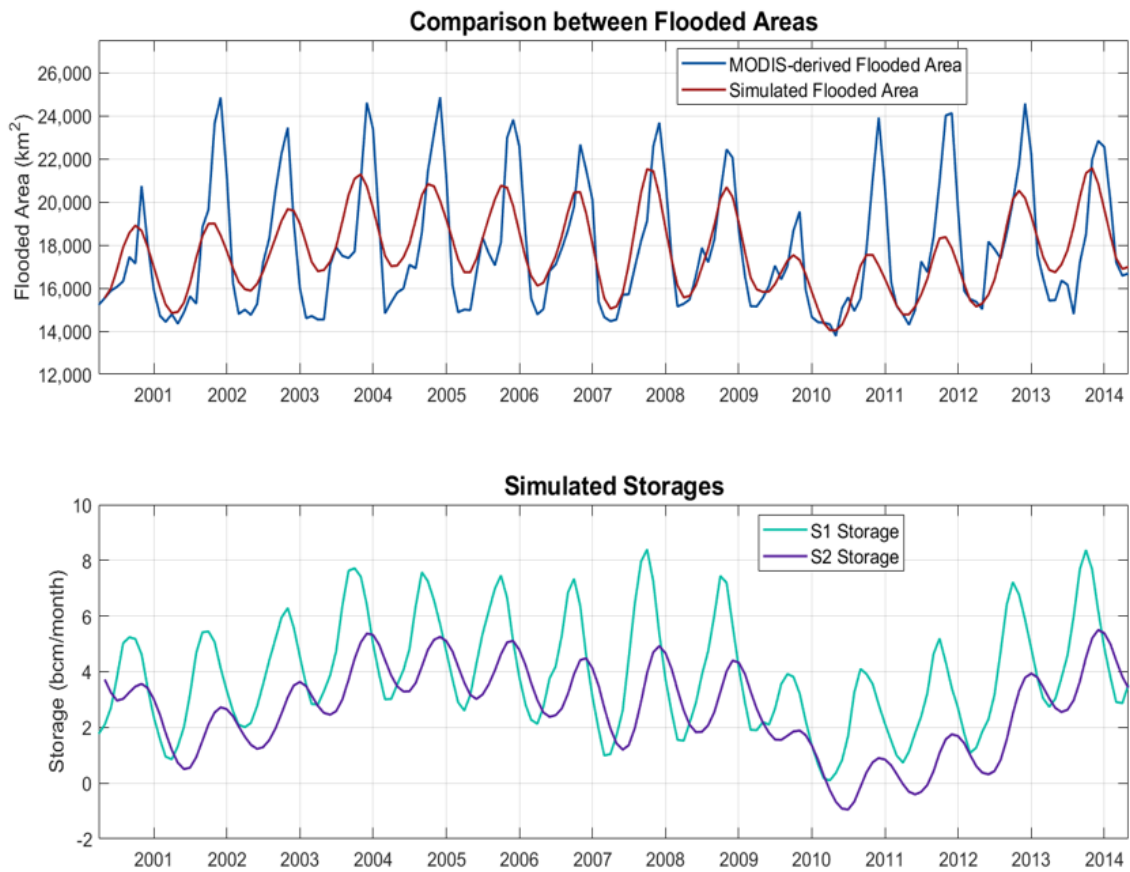 Comparison between Flooded Areas
26,000
24,000
22,000
20,000
18,000
16,000
14,000
12,000
Flooded Area (km²)
MODIS-derived Flooded Area
Simulated Flooded Area
2001 2002 2003 2004 2005 2006 2007 2008 2009 2010 2011 2012 2013 2014
Simulated Storages
10
8
6
4
2
0
-2
Storage (bcm/month)
S1 Storage
S2 Storage
2001 2002 2003 2004 2005 2006 2007 2008 2009 2010 2011 2012 2013 2014